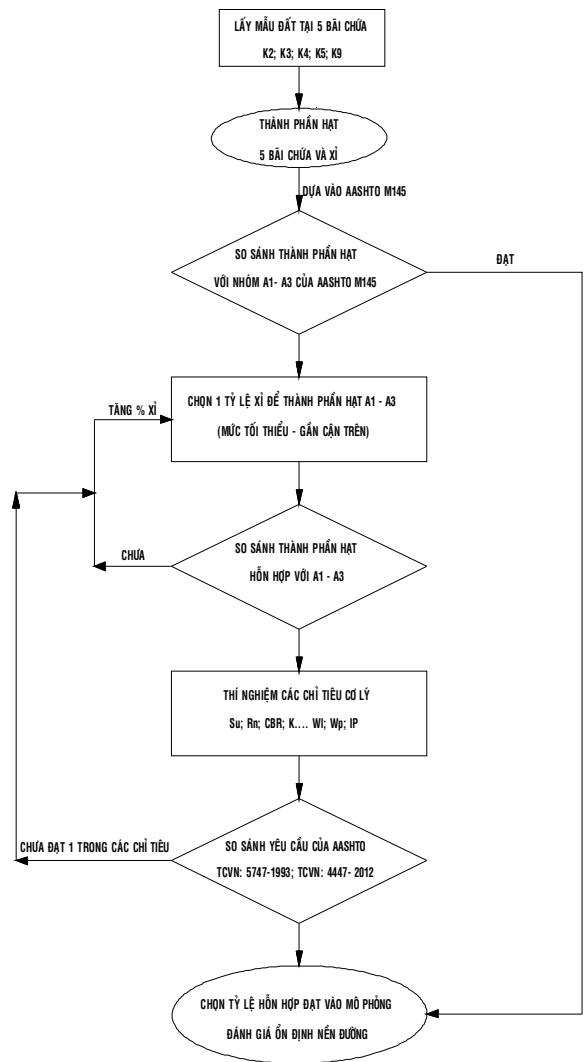 LẤY MẪU ĐẤT TẠI 5 BÃI CHỨA
K2; K3; K4; K5; K9
THÀNH PHẦN HẠT
5 BÃI CHỨA VÀ XỈ
DỰA VÀO AASHTO M145
SO SÁNH THÀNH PHẦN HẠT
VỚI NHÓM A1- A3 CỦA AASHTO M145
ĐẠT
CHỌN 1 TỶ LỆ XỈ ĐỂ THÀNH PHẦN HẠT A1 - A3
(MỨC TỐI THIỂU - GẦN CẬN TRÊN)
TĂNG % XỈ
SO SÁNH THÀNH PHẦN HẠT
HỖN HỢP VỚI A1 - A3
CHƯA
THÍ NGHIỆM CÁC CHỈ TIÊU CƠ LÝ
Su; Rn; CBR; K.... Wl; Wp; IP
SO SÁNH YÊU CẦU CỦA AASHTO
TCVN: 5747-1993; TCVN: 4447- 2012
CHƯA ĐẠT 1 TRONG CÁC CHỈ TIÊU
CHỌN TỶ LỆ HỖN HỢP ĐẠT VÀO MÔ PHỎNG
ĐÁNH GIÁ ỔN ĐỊNH NỀN ĐƯỜNG